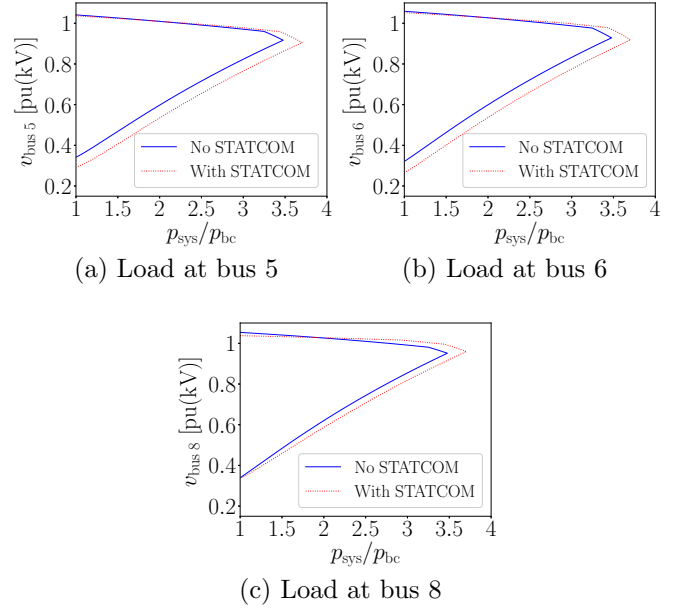 1
0.8
0.6
0.4
0.2
v_bus 5 [pu(kV)]
No STATCOM
With STATCOM
1 1.5 2 2.5 3 3.5 4
p_sys/p_bc
(a) Load at bus 5
1
0.8
0.6
0.4
0.2
v_bus 6 [pu(kV)]
No STATCOM
With STATCOM
1 1.5 2 2.5 3 3.5 4
p_sys/p_bc
(b) Load at bus 6
1
0.8
0.6
0.4
0.2
v_bus 8 [pu(kV)]
No STATCOM
With STATCOM
1 1.5 2 2.5 3 3.5 4
p_sys/p_bc
(c) Load at bus 8